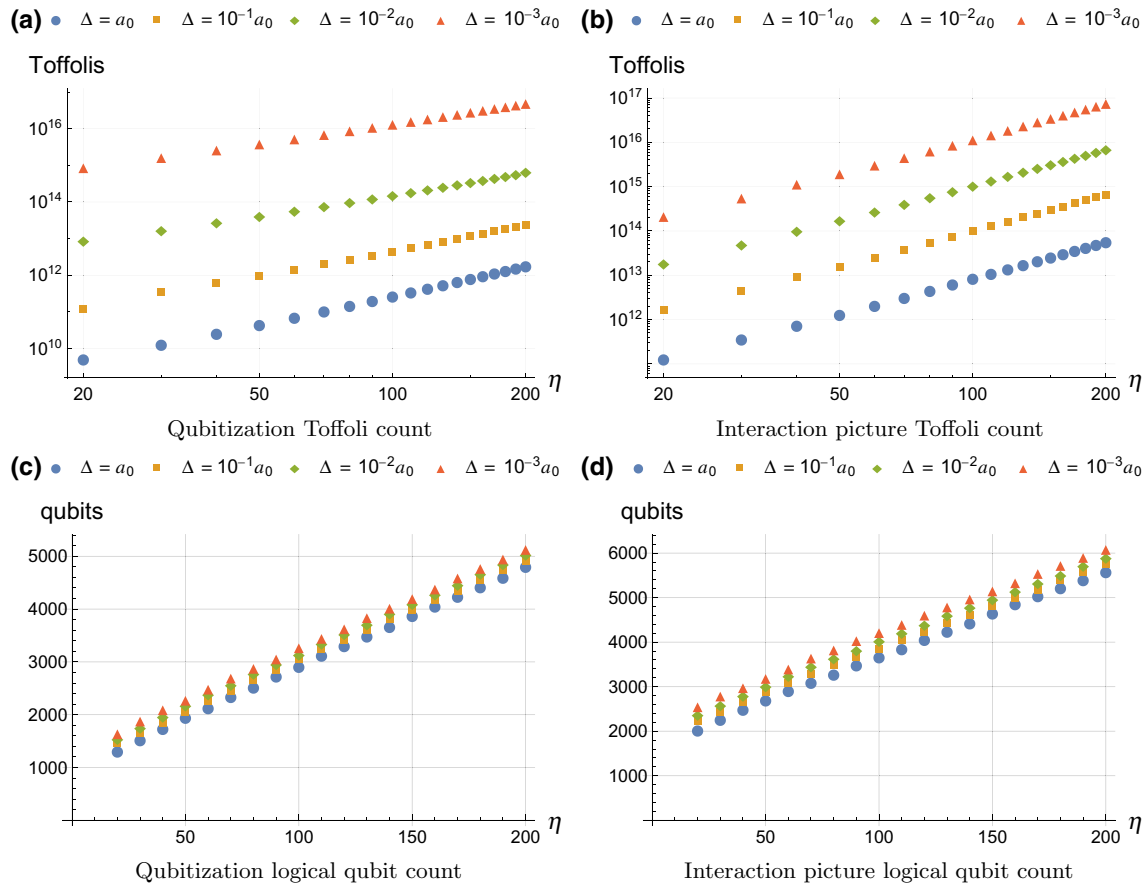 (a) Δ = a₀ Δ = 10⁻¹a₀ Δ = 10⁻²a₀ Δ = 10⁻³a₀
Toffolis
10¹⁶
10¹⁴
10¹²
10¹⁰
20 50 100 200 η
Qubitization Toffoli count
(b) Δ = a₀ Δ = 10⁻¹a₀ Δ = 10⁻²a₀ Δ = 10⁻³a₀
Toffolis
10¹⁷
10¹⁶
10¹⁵
10¹⁴
10¹³
10¹²
20 50 100 200 η
Interaction picture Toffoli count
(c) Δ = a₀ Δ = 10⁻¹a₀ Δ = 10⁻²a₀ Δ = 10⁻³a₀
qubits
5000
4000
3000
2000
1000
50 100 150 200 η
Qubitization logical qubit count
(d) Δ = a₀ Δ = 10⁻¹a₀ Δ = 10⁻²a₀ Δ = 10⁻³a₀
qubits
6000
5000
4000
3000
2000
1000
50 100 150 200 η
Interaction picture logical qubit count